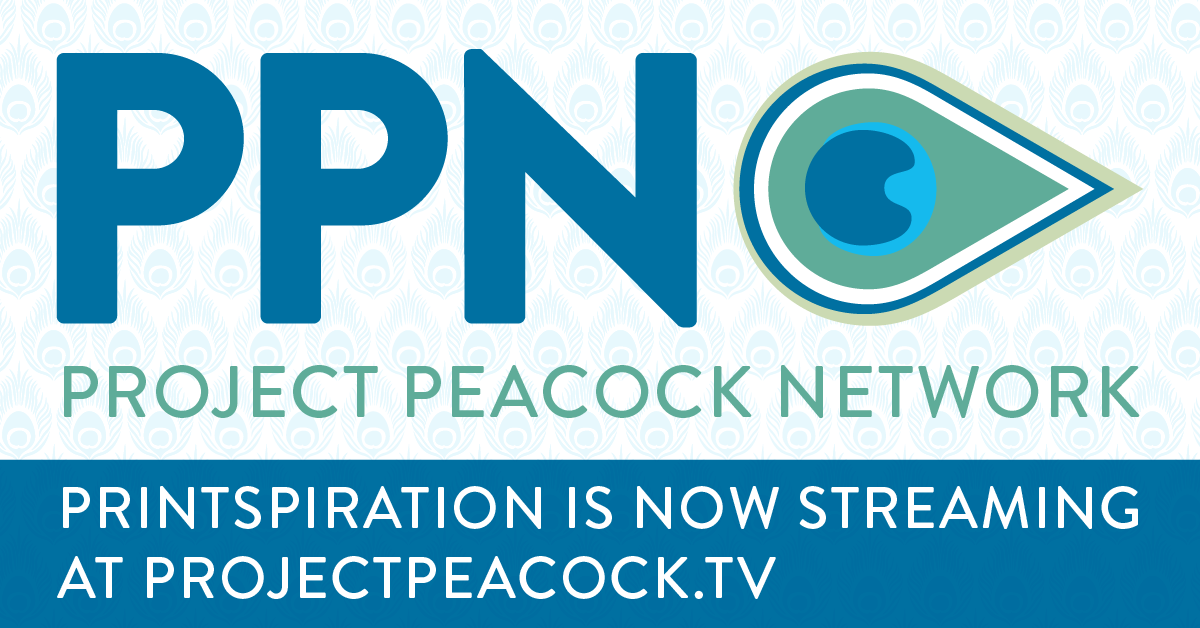 PPN
PROJECT PEACOCK NETWORK
PRINTSPIRATION IS NOW STREAMING
AT PROJECTPEACOCK.TV